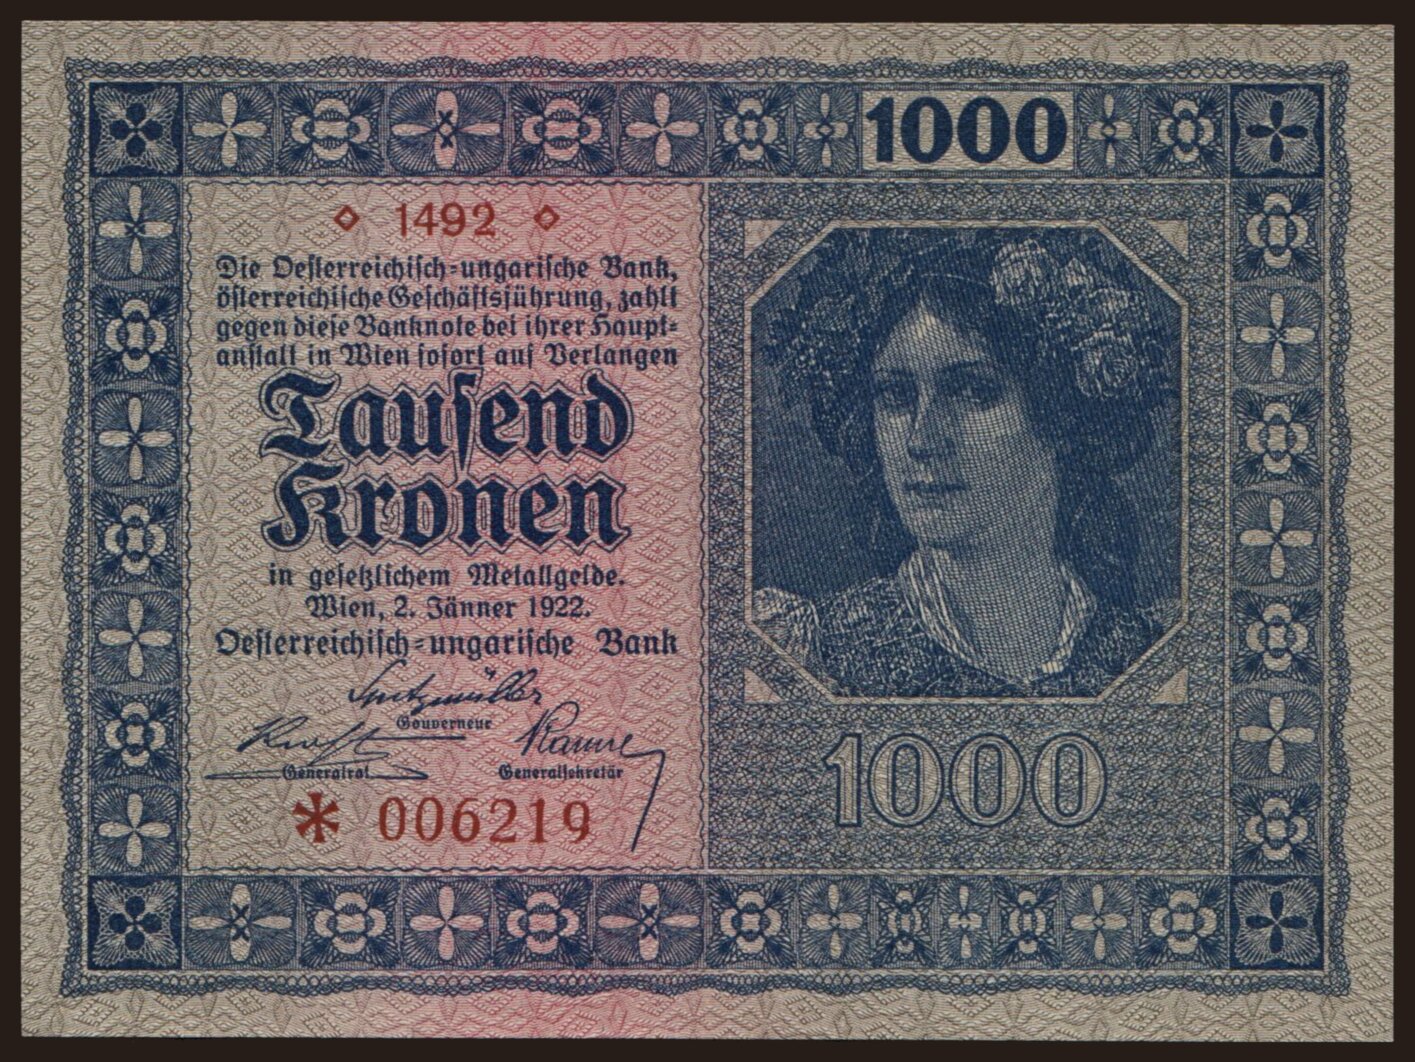 1000
1492
Die Oesterreichisch-ungarische Bank,
österreichische Geschäftsführung, zahlt
gegen diese Banknote bei ihrer Haupt-
anstalt in Wien sofort auf Verlangen
Tausend
Kronen
in gesetzlichem Metallgelde.
Wien, 2. Jänner 1922.
Oesterreichisch-ungarische Bank
Spitzmüller
Gouverneur
Generalrat
Generalsekretär
* 006219
1000